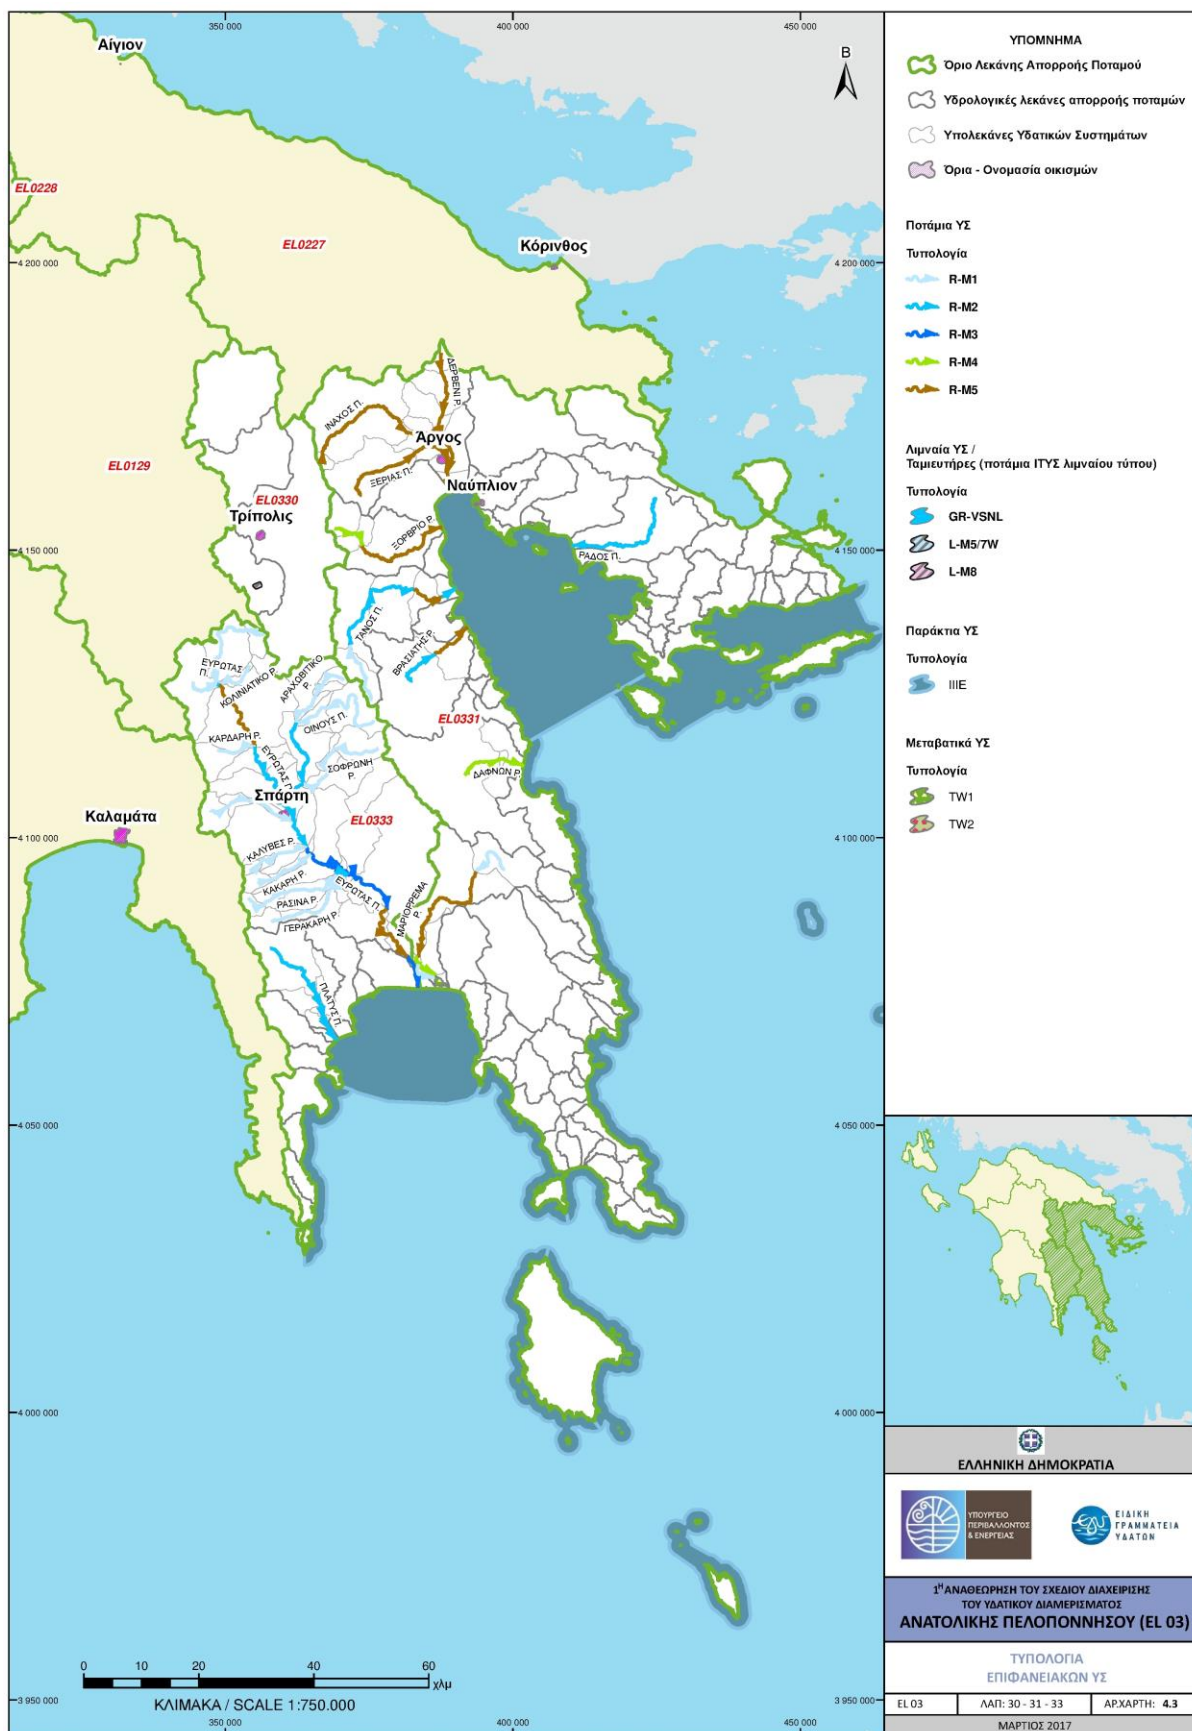 350 000
400 000
450 000
Αίγιον
Β
EL0228
EL0227
Κόρινθος
4 200 000
4 200 000
ΔΕΡΒΕΝΙ Ρ.
ΙΝΑΧΟΣ Π.
Άργος
EL0129
ΞΕΡΙΑΣ Π.
Ναύπλιον
EL0330
Τρίπολις
ΞΟΡΒΡΙΟ Ρ.
4 150 000
4 150 000
ΡΑΔΟΣ Π.
ΤΑΝΟΣ Π.
ΒΡΑΣΙΑΤΗΣ Ρ.
ΕΥΡΩΤΑΣ Π.
ΚΟΛΙΝΙΑΤΙΚΟ Ρ.
ΑΡΑΧΩΒΙΤΙΚΟ Ρ.
ΟΙΝΟΥΣ Π.
EL0331
ΚΑΡΔΑΡΗ Ρ.
ΕΥΡΩΤΑΣ Π.
ΣΟΦΡΩΝΗ Ρ.
ΔΑΦΝΩΝ Ρ.
Σπάρτη
Καλαμάτα
EL0333
4 100 000
4 100 000
ΚΑΛΥΒΕΣ Ρ.
ΚΑΚΑΡΗ Ρ.
ΕΥΡΩΤΑΣ Π.
ΜΑΡΙΟΡΡΕΜΑ Ρ.
ΡΑΣΙΝΑ Ρ.
ΓΕΡΑΚΑΡΗ Ρ.
ΠΛΑΤΥΣ Π.
4 050 000
4 050 000
4 000 000
4 000 000
0 10 20 40 60
χλμ
ΚΛΙΜΑΚΑ / SCALE 1:750.000
3 950 000
3 950 000
350 000
400 000
450 000
ΥΠΟΜΝΗΜΑ
Όριο Λεκάνης Απορροής Ποταμού
Υδρολογικές λεκάνες απορροής ποταμών
Υπολεκάνες Υδατικών Συστημάτων
Όρια - Ονομασία οικισμών
Ποτάμια ΥΣ
Τυπολογία
R-M1
R-M2
R-M3
R-M4
R-M5
Λιμναία ΥΣ /
Ταμιευτήρες (ποτάμια ΙΤΥΣ λιμναίου τύπου)
Τυπολογία
GR-VSNL
L-M5/7W
L-M8
Παράκτια ΥΣ
Τυπολογία
IIIE
Μεταβατικά ΥΣ
Τυπολογία
TW1
TW2
ΕΛΛΗΝΙΚΗ ΔΗΜΟΚΡΑΤΙΑ
ΥΠΟΥΡΓΕΙΟ
ΠΕΡΙΒΑΛΛΟΝΤΟΣ
& ΕΝΕΡΓΕΙΑΣ
ΕΙΔΙΚΗ
ΓΡΑΜΜΑΤΕΙΑ
ΥΔΑΤΩΝ
1Η ΑΝΑΘΕΩΡΗΣΗ ΤΟΥ ΣΧΕΔΙΟΥ ΔΙΑΧΕΙΡΙΣΗΣ
ΤΟΥ ΥΔΑΤΙΚΟΥ ΔΙΑΜΕΡΙΣΜΑΤΟΣ
ΑΝΑΤΟΛΙΚΗΣ ΠΕΛΟΠΟΝΝΗΣΟΥ (EL 03)
ΤΥΠΟΛΟΓΙΑ
ΕΠΙΦΑΝΕΙΑΚΩΝ ΥΣ
EL 03 ΛΑΠ: 30 - 31 - 33 ΑΡ.ΧΑΡΤΗ: 4.3
ΜΑΡΤΙΟΣ 2017